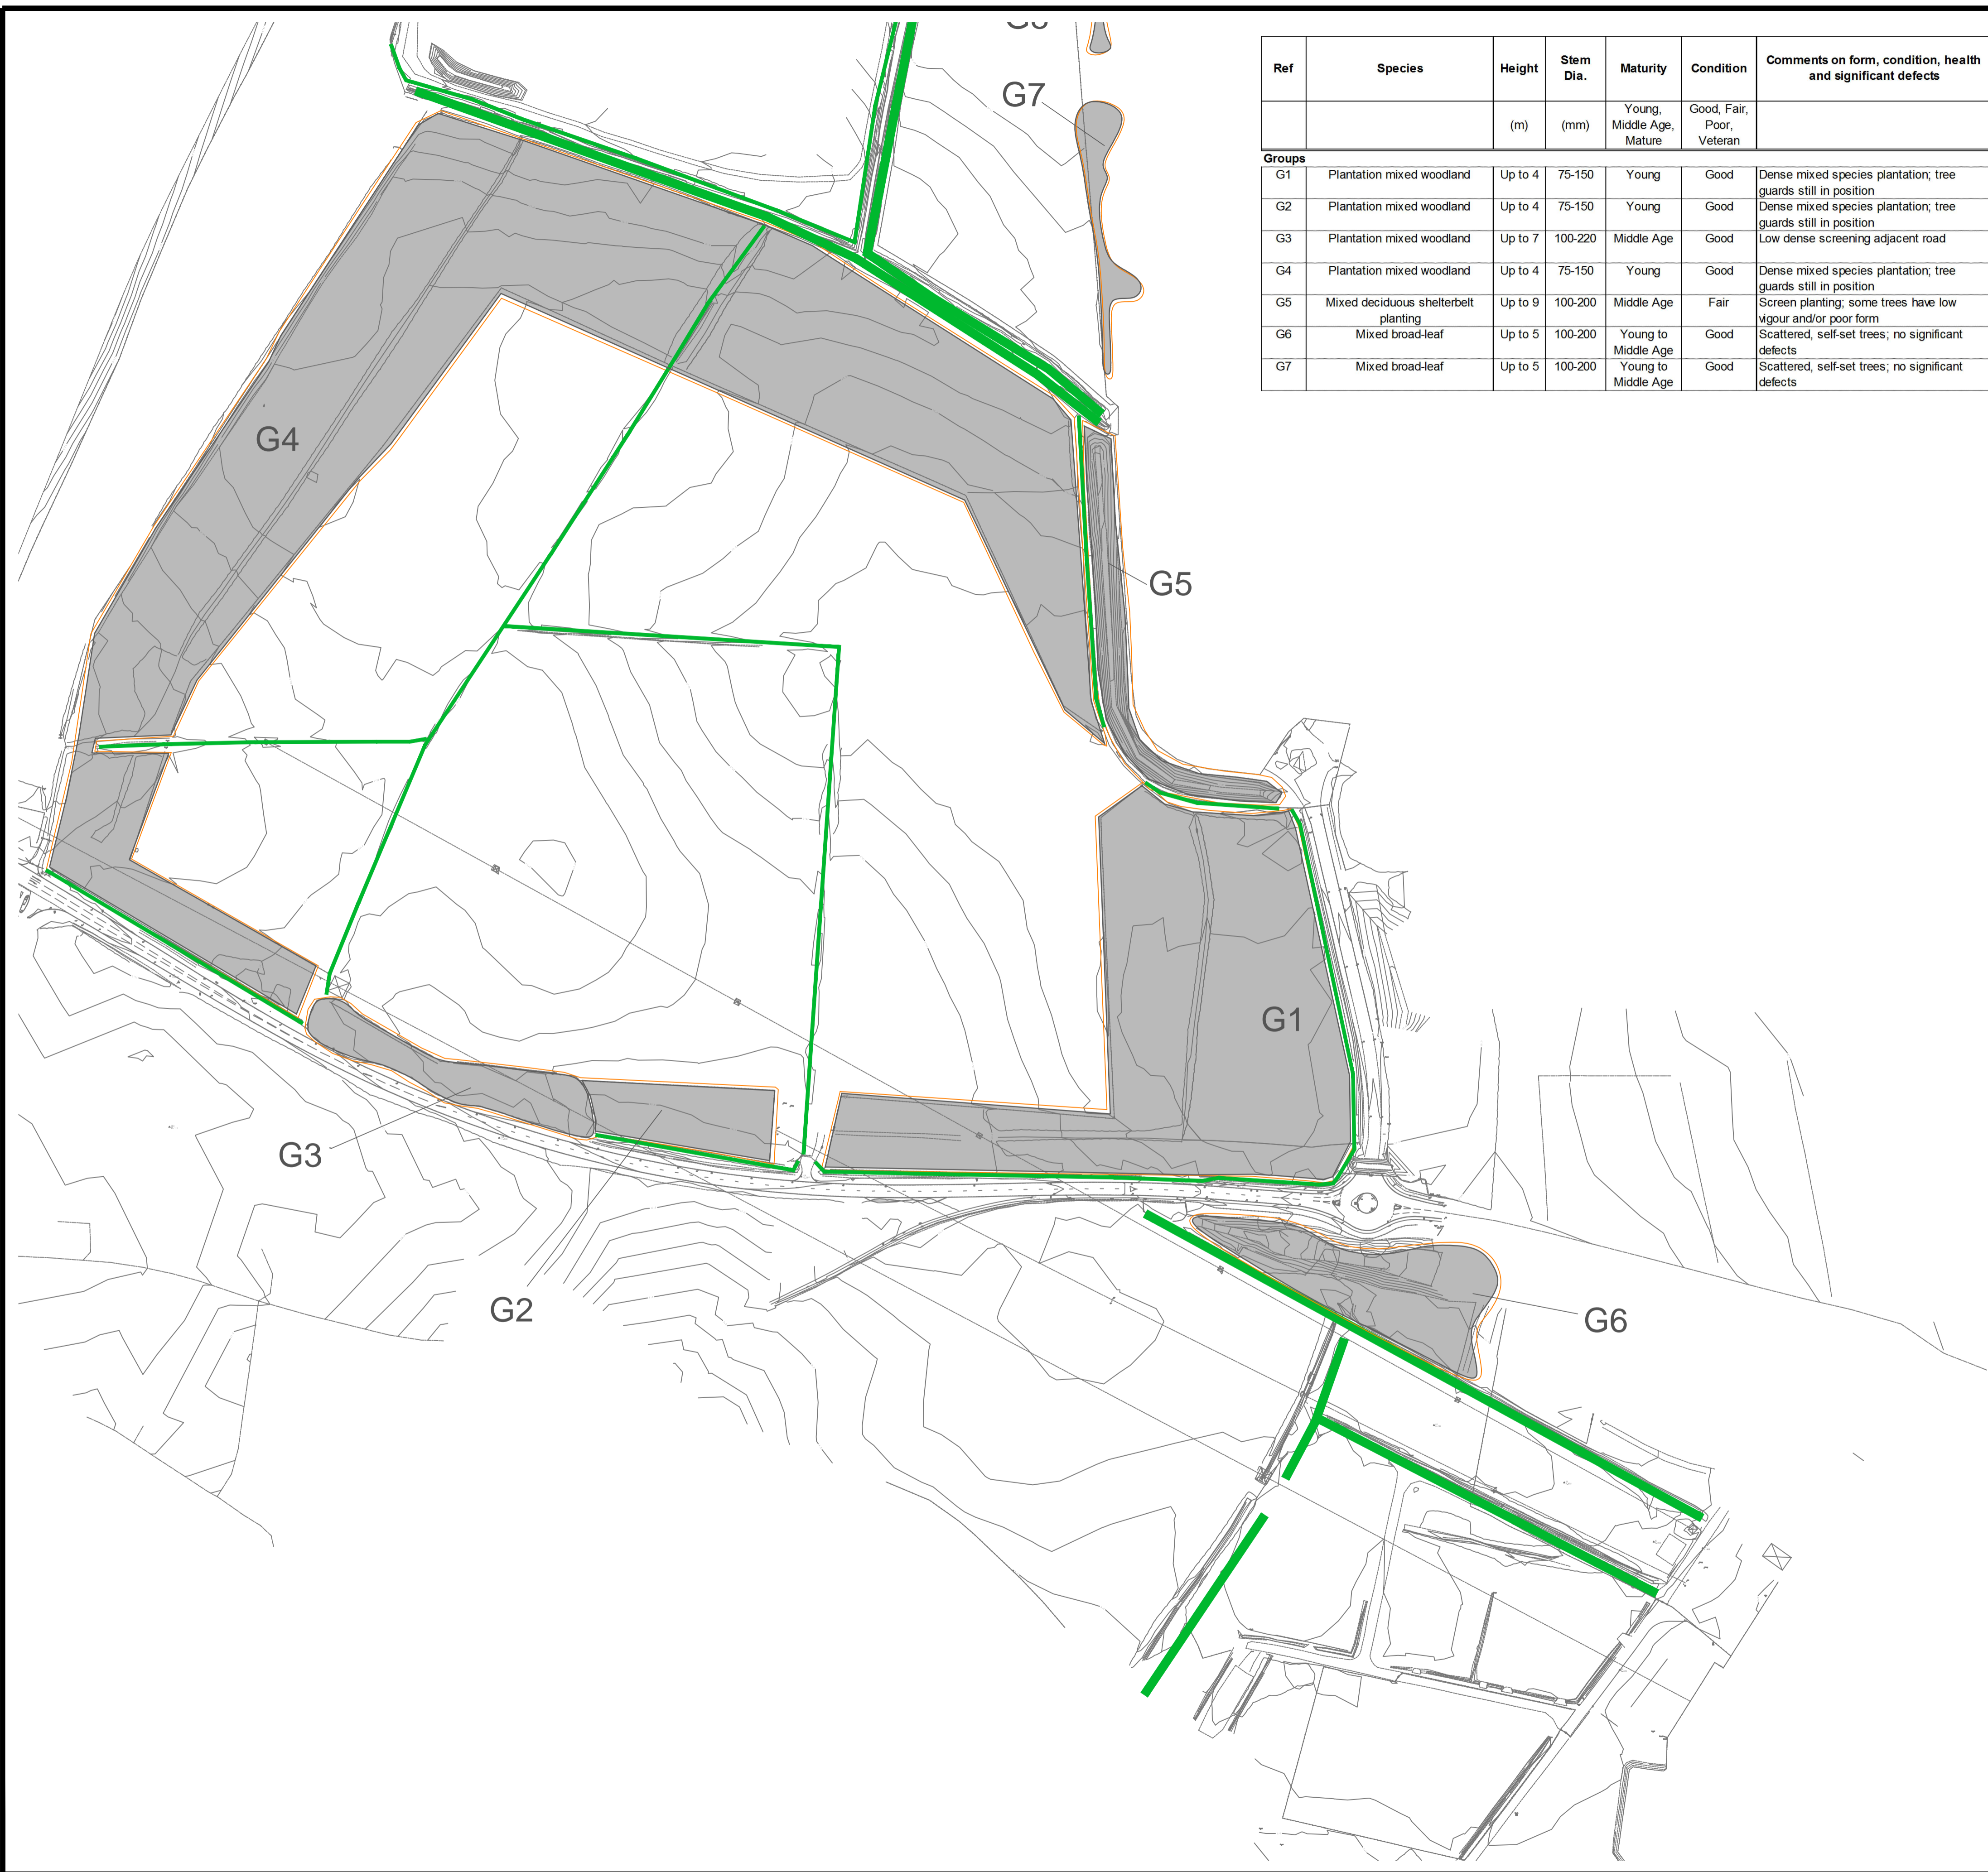 G7
Ref Species Height Stem Dia. Maturity Condition Comments on form, condition, health and significant defects
(m) (mm) Young, Middle Age, Mature Good, Fair, Poor, Veteran
Groups
G1 Plantation mixed woodland Up to 4 75-150 Young Good Dense mixed species plantation; tree guards still in position
G2 Plantation mixed woodland Up to 4 75-150 Young Good Dense mixed species plantation; tree guards still in position
G3 Plantation mixed woodland Up to 7 100-220 Middle Age Good Low dense screening adjacent road
G4 Plantation mixed woodland Up to 4 75-150 Young Good Dense mixed species plantation; tree guards still in position
G5 Mixed deciduous shelterbelt planting Up to 9 100-200 Middle Age Fair Screen planting; some trees have low vigour and/or poor form
G6 Mixed broad-leaf Up to 5 100-200 Young to Middle Age Good Scattered, self-set trees; no significant defects
G7 Mixed broad-leaf Up to 5 100-200 Young to Middle Age Good Scattered, self-set trees; no significant defects
G4
G5
G1
G3
G2
G6